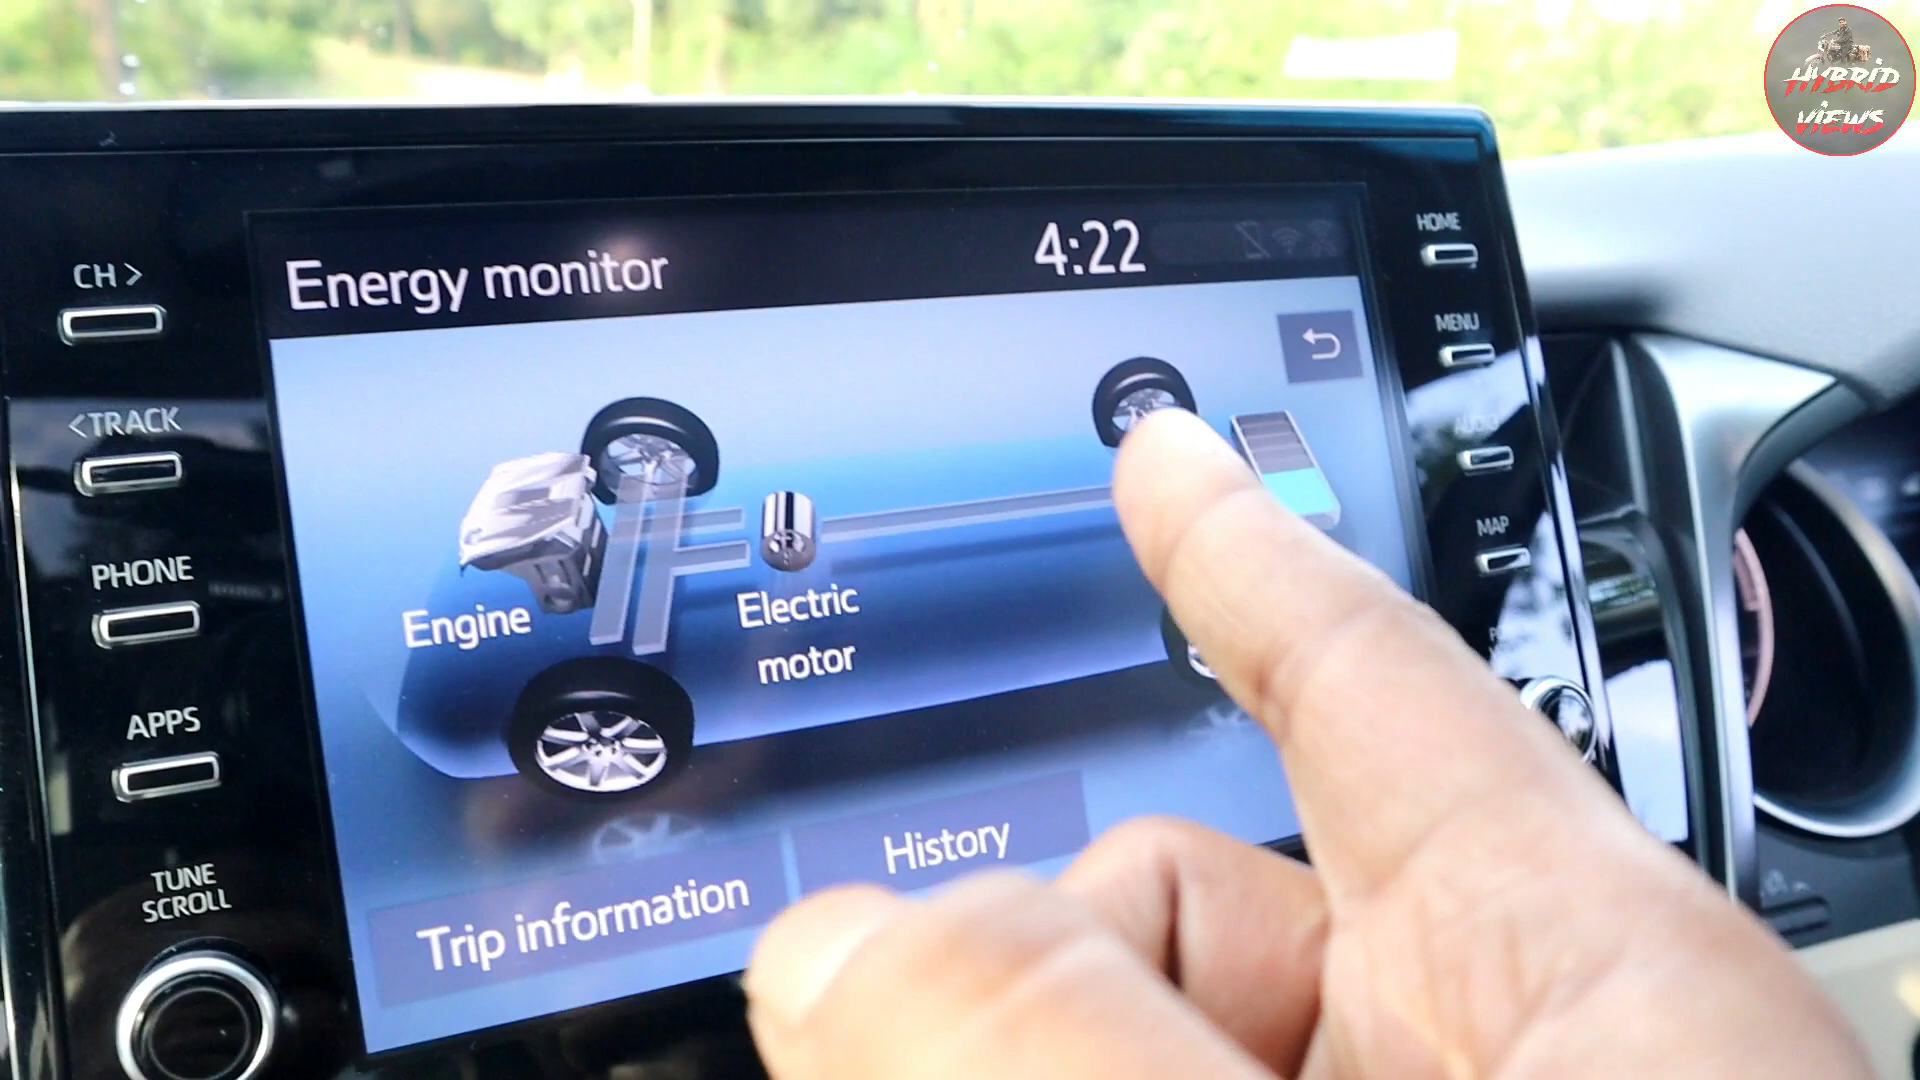 HYBRID
VIEWS
Energy monitor
4:22
CH >
<TRACK
PHONE
APPS
TUNE
SCROLL
Engine
Electric
motor
Trip information
History
HOME
MENU
AUDIO
MAP